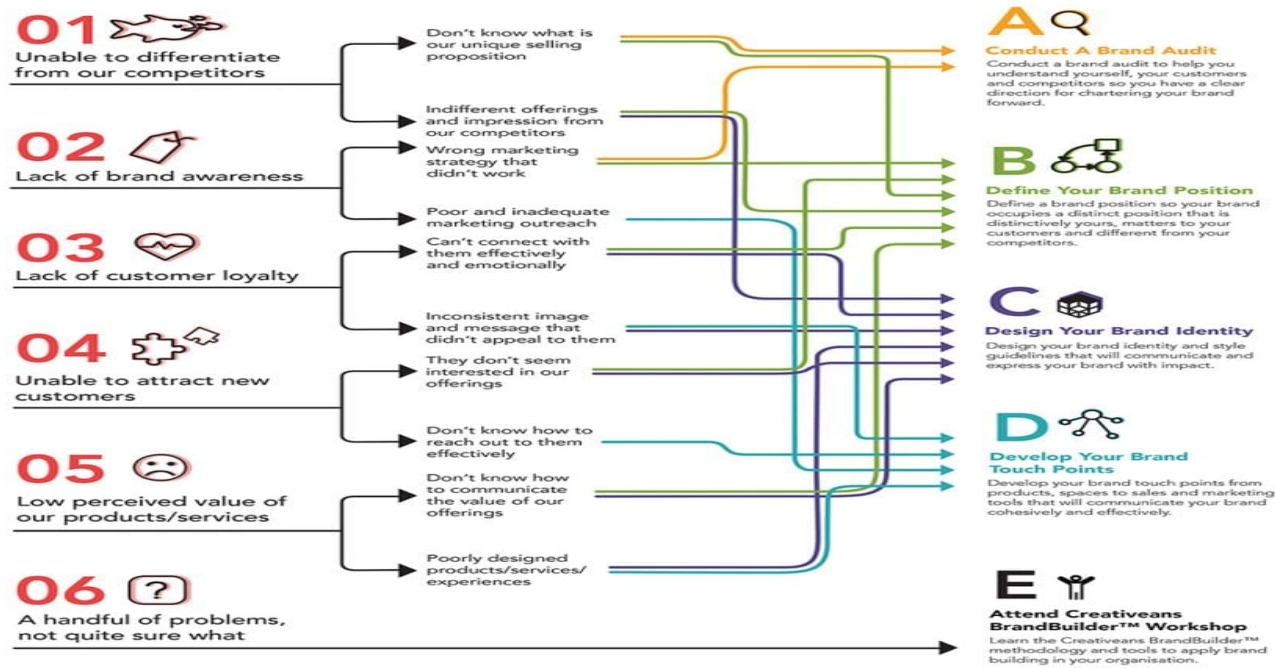 01
Unable to differentiate
from our competitors
02
Lack of brand awareness
03
Lack of customer loyalty
04
Unable to attract new
customers
05
Low perceived value of
our products/services
06
A handful of problems,
not quite sure what
Don't know what is
our unique selling
proposition
Indifferent offerings
and impression from
our competitors
Wrong marketing
strategy that
didn't work
Poor and inadequate
marketing outreach
Can't connect with
them effectively
and emotionally
Inconsistent image
and message that
didn't appeal to them
They don't seem
interested in our
offerings
Don't know how to
reach out to them
effectively
Don't know how
to communicate
the value of our
offerings
Poorly designed
products/services/
experiences
A
Conduct A Brand Audit
Conduct a brand audit to help you
understand yourself, your customers
and competitors so you have a clear
direction for chartering your brand
forward.
B
Define Your Brand Position
Define a brand position so your brand
occupies a distinct position that is
distinctively yours, matters to your
customers and different from your
competitors.
C
Design Your Brand Identity
Design your brand identity and style
guidelines that will communicate and
express your brand with impact.
D
Develop Your Brand
Touch Points
Develop your brand touch points from
products, spaces to sales and marketing
tools that will communicate your brand
cohesively and effectively.
E
Attend Creativeans
BrandBuilder™ Workshop
Learn the Creativeans BrandBuilder™
methodology and tools to apply brand
building in your organisation.
?